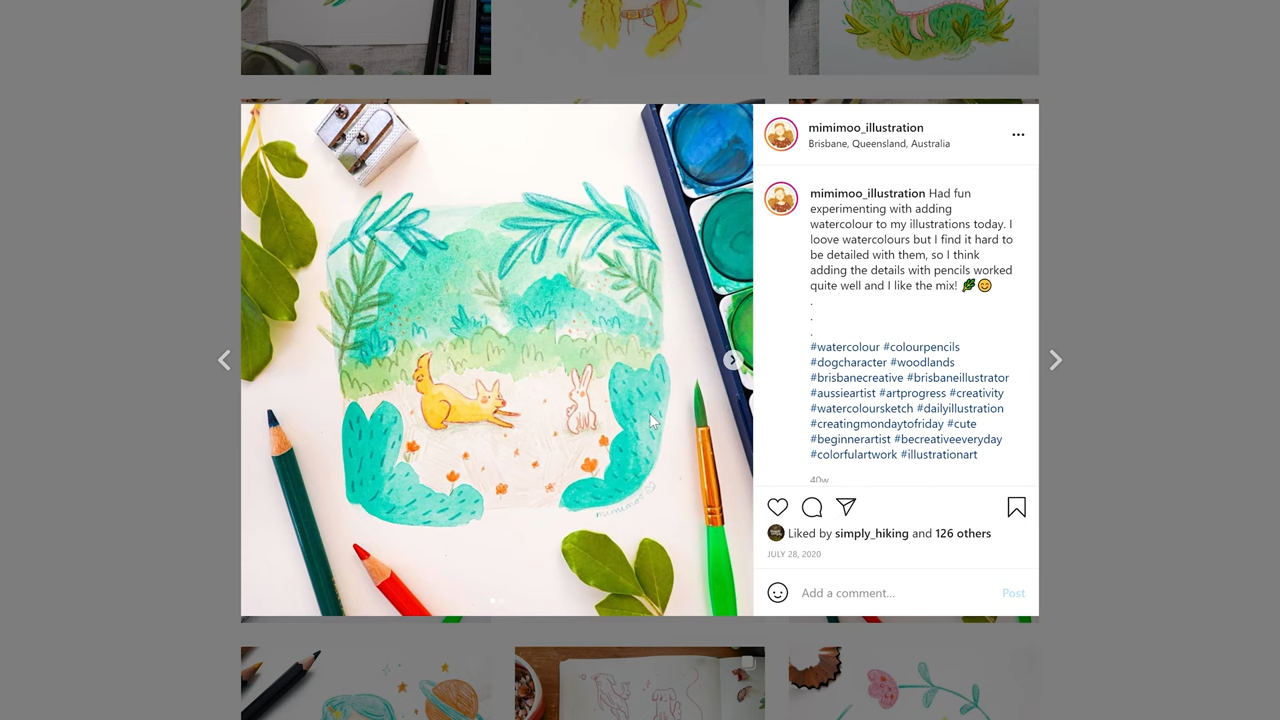 mimimoo_illustration
Brisbane, Queensland, Australia
mimimoo_illustration Had fun
experimenting with adding
watercolour to my illustrations today. I
loove watercolours but I find it hard to
be detailed with them, so I think
adding the details with pencils worked
quite well and I like the mix! 🌿😊
.
.
.
#watercolour #colourpencils
#dogcharacter #woodlands
#brisbanecreative #brisbaneillustrator
#aussieartist #artprogress #creativity
#watercoloursketch #dailyillustration
#creatingmondaytofriday #cute
#beginnerartist #becreativeeveryday
#colorfulartwork #illustrationart
40w
Liked by simply_hiking and 126 others
JULY 28, 2020
Add a comment... Post
mimimoo